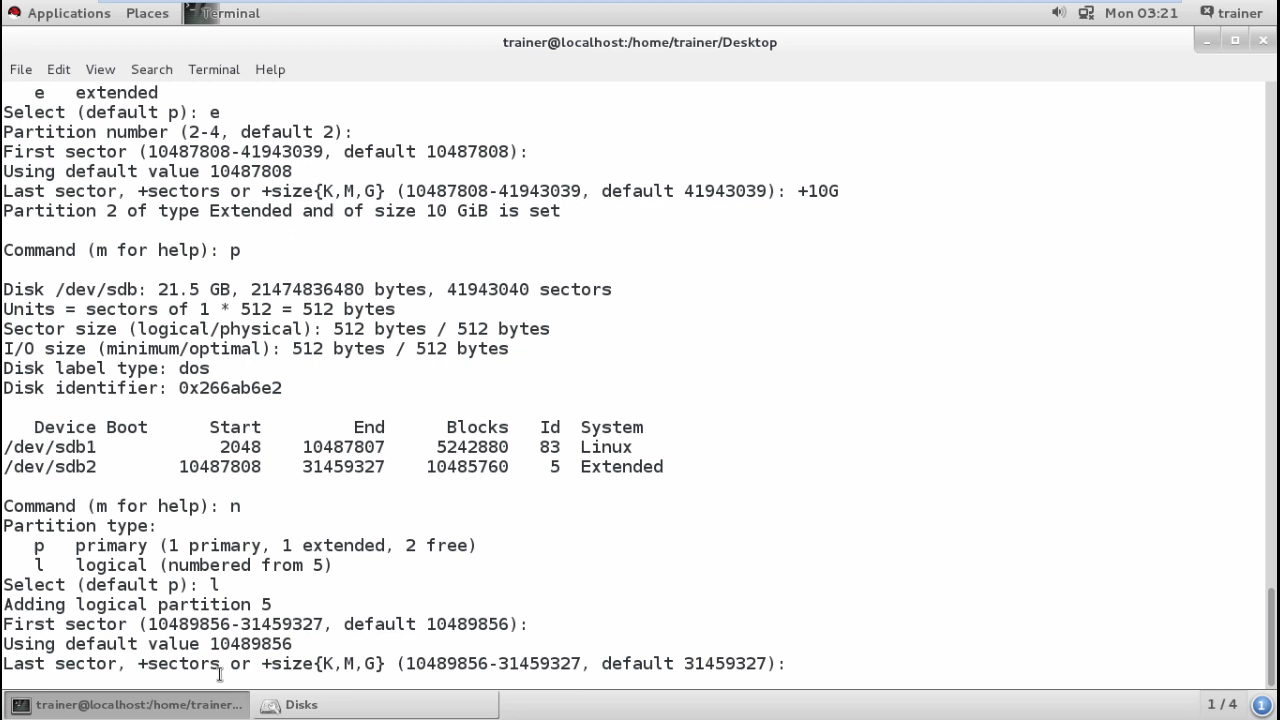 Applications Places Terminal Mon 03:21 trainer
trainer@localhost:/home/trainer/Desktop
File Edit View Search Terminal Help
e extended
Select (default p): e
Partition number (2-4, default 2):
First sector (10487808-41943039, default 10487808):
Using default value 10487808
Last sector, +sectors or +size{K,M,G} (10487808-41943039, default 41943039): +10G
Partition 2 of type Extended and of size 10 GiB is set
Command (m for help): p
Disk /dev/sdb: 21.5 GB, 21474836480 bytes, 41943040 sectors
Units = sectors of 1 * 512 = 512 bytes
Sector size (logical/physical): 512 bytes / 512 bytes
I/O size (minimum/optimal): 512 bytes / 512 bytes
Disk label type: dos
Disk identifier: 0x266ab6e2
Device Boot Start End Blocks Id System
/dev/sdb1 2048 10487807 5242880 83 Linux
/dev/sdb2 10487808 31459327 10485760 5 Extended
Command (m for help): n
Partition type:
p primary (1 primary, 1 extended, 2 free)
l logical (numbered from 5)
Select (default p): l
Adding logical partition 5
First sector (10489856-31459327, default 10489856):
Using default value 10489856
Last sector, +sectors or +size{K,M,G} (10489856-31459327, default 31459327):
trainer@localhost:/home/trainer... Disks 1 / 4 1